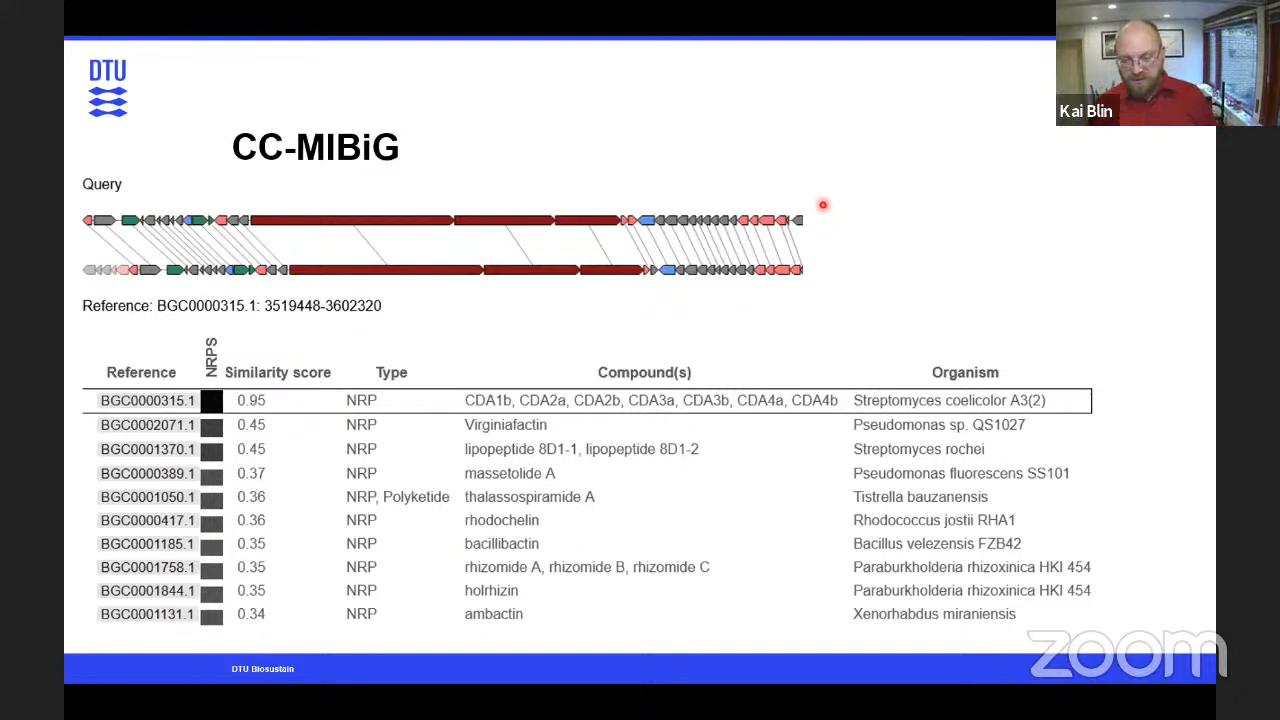 DTU
Kai Blin
CC-MIBiG
Query
Reference: BGC0000315.1: 3519448-3602320
Reference NRPS Similarity score Type Compound(s) Organism
BGC0000315.1 0.95 NRP CDA1b, CDA2a, CDA2b, CDA3a, CDA3b, CDA4a, CDA4b Streptomyces coelicolor A3(2)
BGC0002071.1 0.45 NRP Virginiafactin Pseudomonas sp. QS1027
BGC0001370.1 0.45 NRP lipopeptide 8D1-1, lipopeptide 8D1-2 Streptomyces rochei
BGC0000389.1 0.37 NRP massetolide A Pseudomonas fluorescens SS101
BGC0001050.1 0.36 NRP, Polyketide thalassospiramide A Tistrella bauzanensis
BGC0000417.1 0.36 NRP rhodochelin Rhodococcus jostii RHA1
BGC0001185.1 0.35 NRP bacillibactin Bacillus velezensis FZB42
BGC0001758.1 0.35 NRP rhizomide A, rhizomide B, rhizomide C Paraburkholderia rhizoxinica HKI 454
BGC0001844.1 0.35 NRP holrhizin Paraburkholderia rhizoxinica HKI 454
BGC0001131.1 0.34 NRP ambactin Xenorhabdus miraniensis
DTU Biosustain
zoom